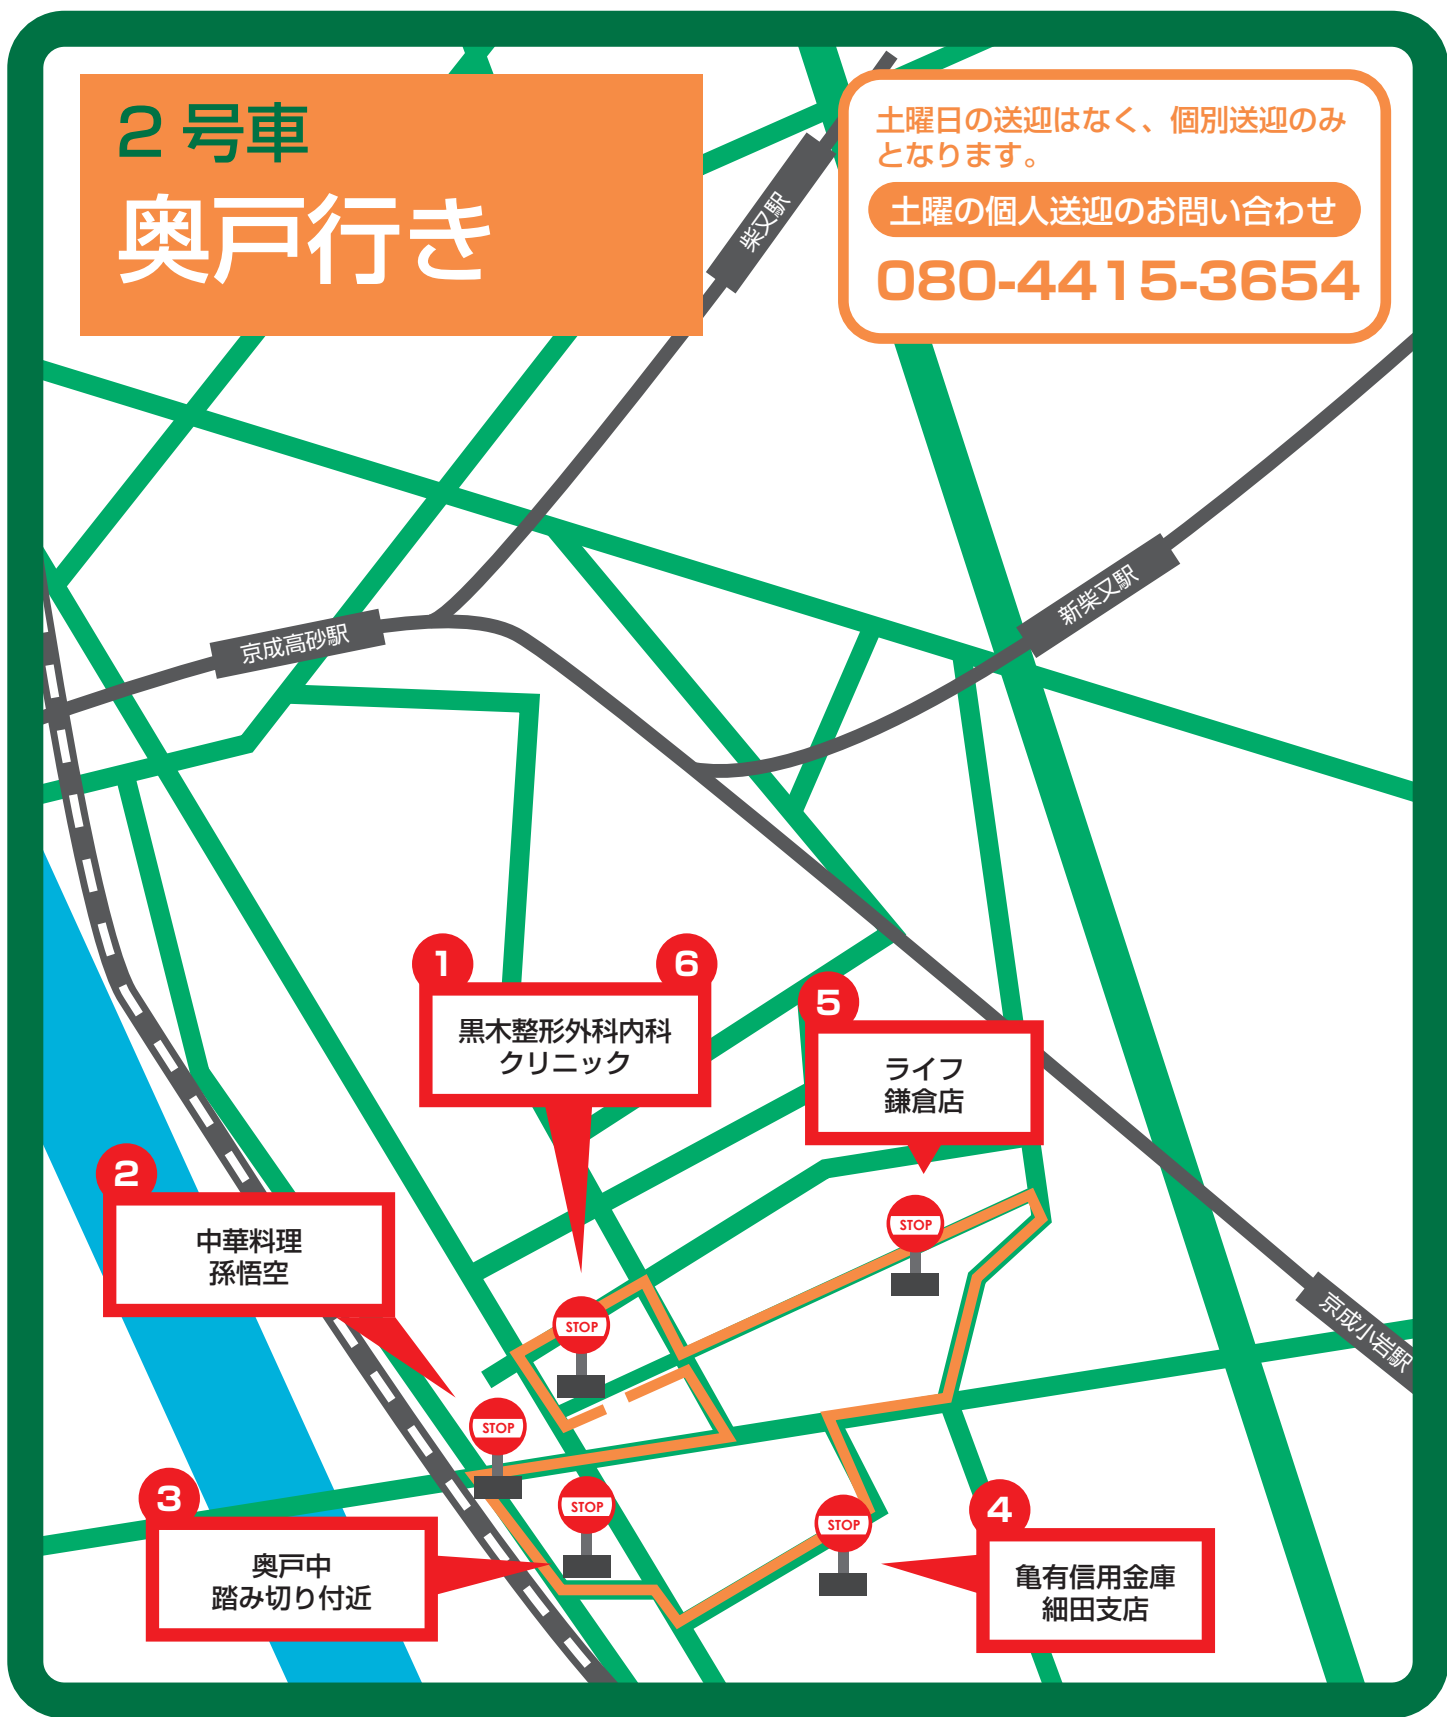 2 号車
奥戸行き
土曜日の送迎はなく、個別送迎のみ
となります。
土曜の個人送迎のお問い合わせ
080-4415-3654
柴又駅
新柴又駅
京成高砂駅
1
6
黒木整形外科内科
クリニック
5
ライフ
鎌倉店
2
中華料理
孫悟空
STOP
STOP
STOP
STOP
STOP
京成小岩駅
3
奥戸中
踏み切り付近
4
亀有信用金庫
細田支店